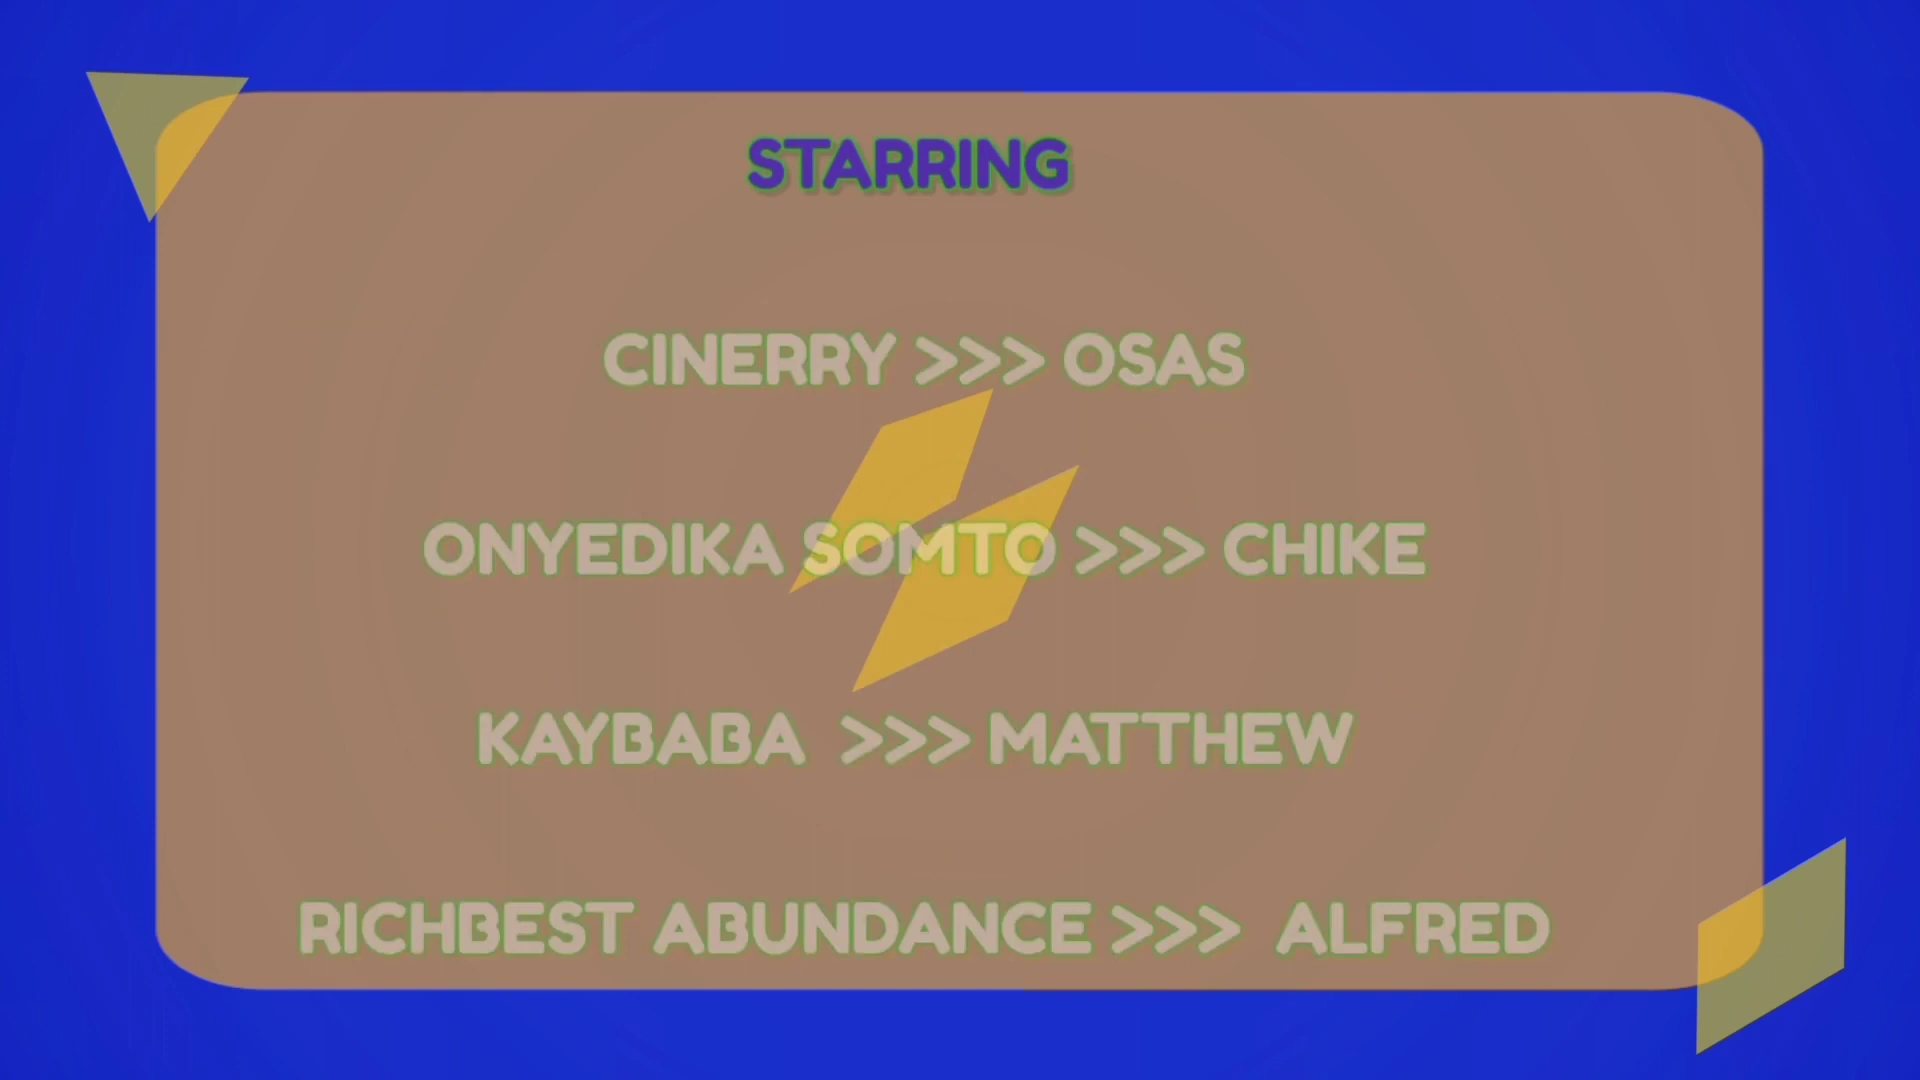 STARRING
CINERRY >>> OSAS
ONYEDIKA SOMTO >>> CHIKE
KAYBABA >>> MATTHEW
RICHBEST ABUNDANCE >>> ALFRED